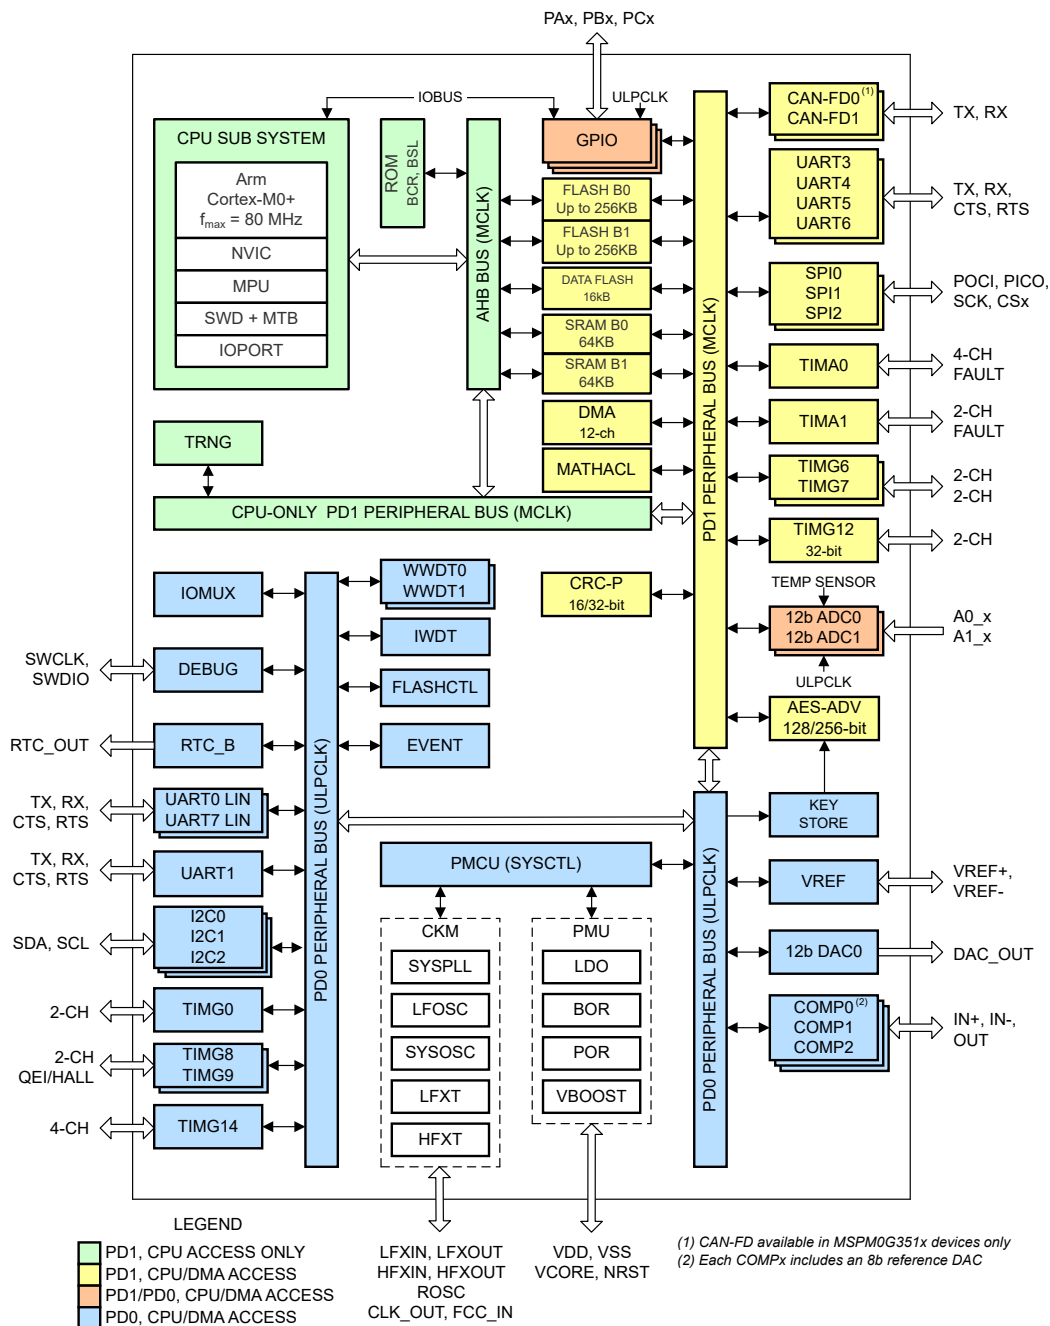 PAx, PBx, PCx
IOBUS
ULPCLK
CPU SUB SYSTEM
Arm
Cortex-M0+
fmax = 80 MHz
NVIC
MPU
SWD + MTB
IOPORT
ROM
BCR, BSL
AHB BUS (MCLK)
GPIO
FLASH B0
Up to 256KB
FLASH B1
Up to 256KB
DATA FLASH
16kB
SRAM B0
64KB
SRAM B1
64KB
DMA
12-ch
MATHACL
CRC-P
16/32-bit
PD1 PERIPHERAL BUS (MCLK)
CAN-FD0(1)
CAN-FD1
TX, RX
UART3
UART4
UART5
UART6
TX, RX,
CTS, RTS
SPI0
SPI1
SPI2
POCI, PICO,
SCK, CSx
TIMA0
4-CH
FAULT
TIMA1
2-CH
FAULT
TIMG6
TIMG7
2-CH
2-CH
TIMG12
32-bit
2-CH
TEMP SENSOR
12b ADC0
12b ADC1
A0_x
A1_x
ULPCLK
AES-ADV
128/256-bit
KEY
STORE
TRNG
CPU-ONLY PD1 PERIPHERAL BUS (MCLK)
IOMUX
SWCLK,
SWDIO
DEBUG
RTC_OUT
RTC_B
TX, RX,
CTS, RTS
UART0 LIN
UART7 LIN
TX, RX,
CTS, RTS
UART1
SDA, SCL
I2C0
I2C1
I2C2
2-CH
TIMG0
2-CH
QEI/HALL
TIMG8
TIMG9
4-CH
TIMG14
PD0 PERIPHERAL BUS (ULPCLK)
WWDT0
WWDT1
IWDT
FLASHCTL
EVENT
PMCU (SYSCTL)
CKM
SYSPLL
LFOSC
SYSOSC
LFXT
HFXT
PMU
LDO
BOR
POR
VBOOST
PD0 PERIPHERAL BUS (ULPCLK)
VREF
VREF+,
VREF-
12b DAC0
DAC_OUT
COMP0(2)
COMP1
COMP2
IN+, IN-,
OUT
LEGEND
PD1, CPU ACCESS ONLY
PD1, CPU/DMA ACCESS
PD1/PD0, CPU/DMA ACCESS
PD0, CPU/DMA ACCESS
LFXIN, LFXOUT
HFXIN, HFXOUT
ROSC
CLK_OUT, FCC_IN
VDD, VSS
VCORE, NRST
(1) CAN-FD available in MSPM0G351x devices only
(2) Each COMPx includes an 8b reference DAC